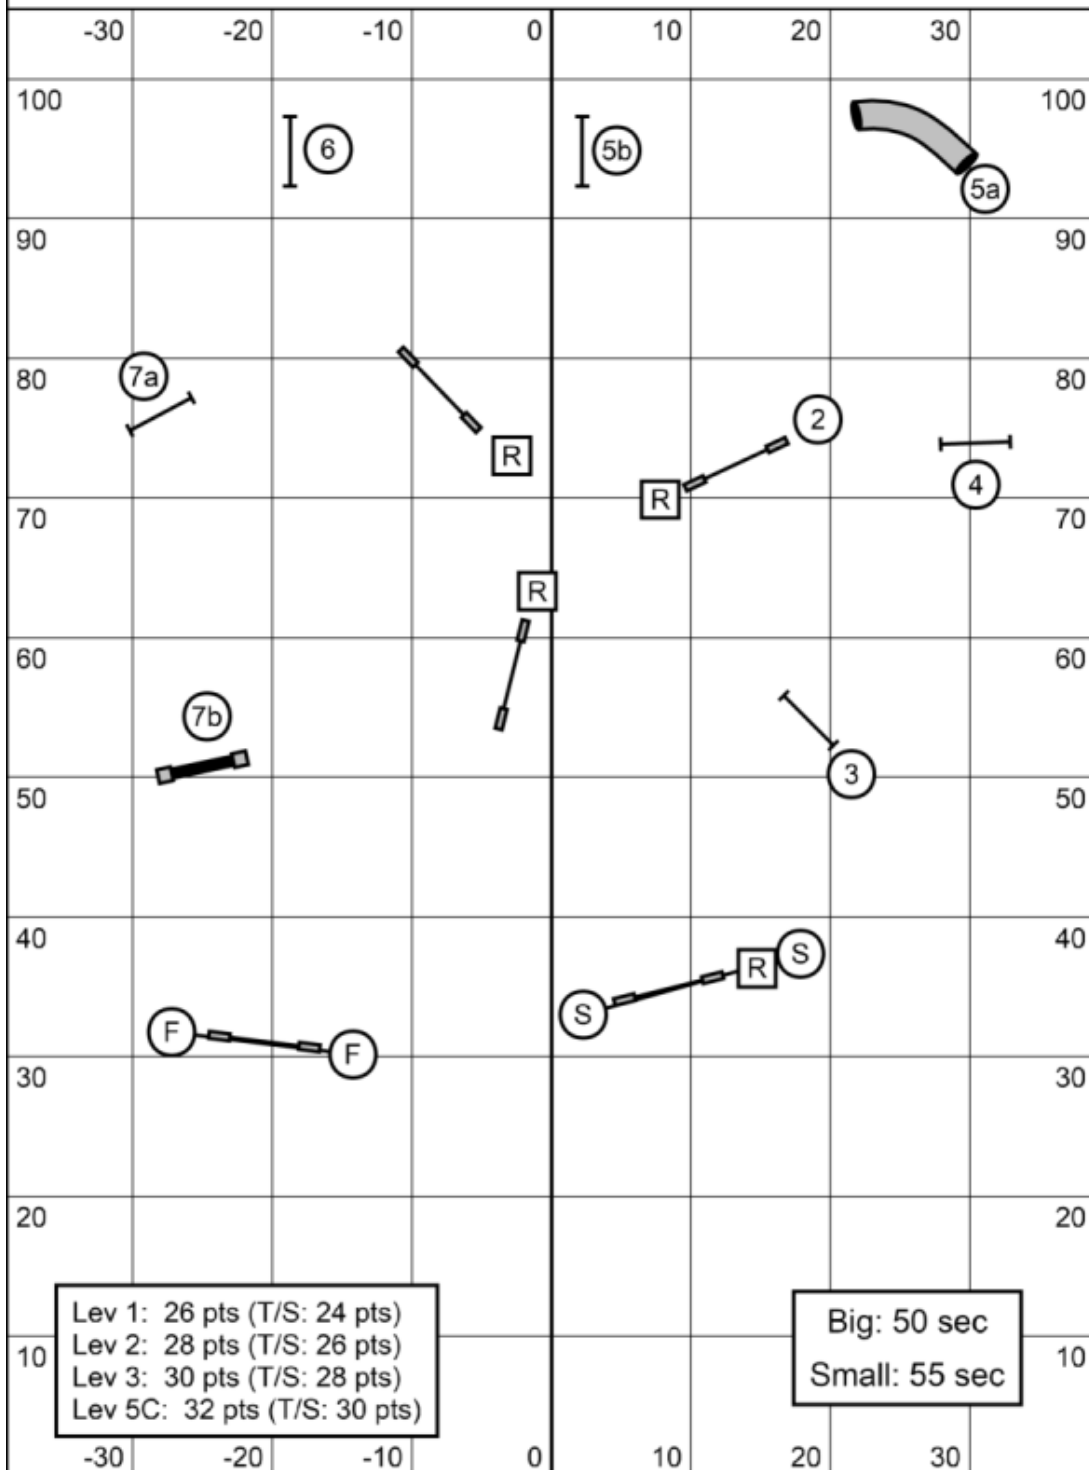 -30 -20 -10 0 10 20 30
100 100
6 5b
5a
90 90
7a
80 80
2
R
4
R
70 70
R
60 60
7b
3
50 50
40 40
S
R
S
F
F
30 30
20 20
Lev 1: 26 pts (T/S: 24 pts)
Lev 2: 28 pts (T/S: 26 pts)
Lev 3: 30 pts (T/S: 28 pts)
Lev 5C: 32 pts (T/S: 30 pts)
Big: 50 sec
Small: 55 sec
10 10
-30 -20 -10 0 10 20 30